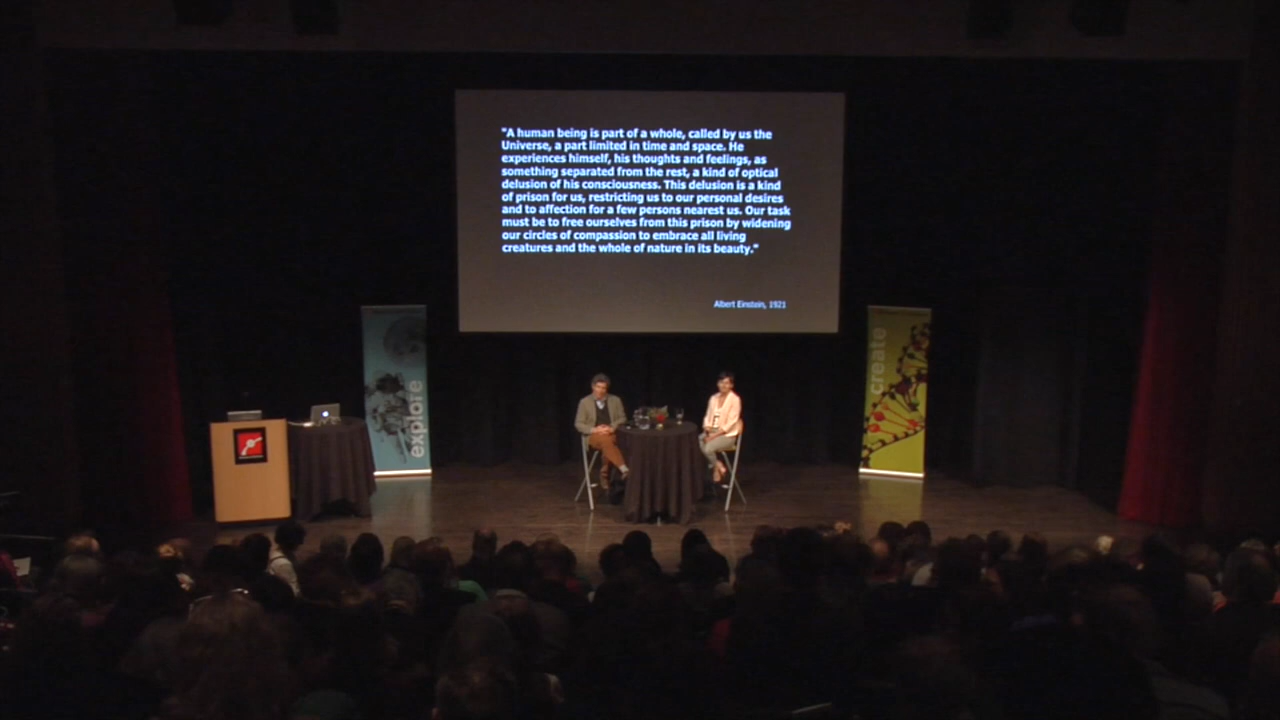 "A human being is part of a whole, called by us the
Universe, a part limited in time and space. He
experiences himself, his thoughts and feelings, as
something separated from the rest, a kind of optical
delusion of his consciousness. This delusion is a kind
of prison for us, restricting us to our personal desires
and to affection for a few persons nearest us. Our task
must be to free ourselves from this prison by widening
our circles of compassion to embrace all living
creatures and the whole of nature in its beauty."
Albert Einstein, 1921
explore
create